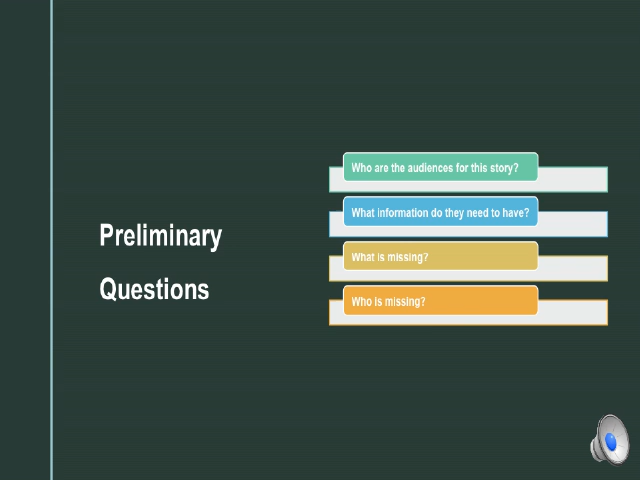 Preliminary
Questions
Who are the audiences for this story?
What information do they need to have?
What is missing?
Who is missing?